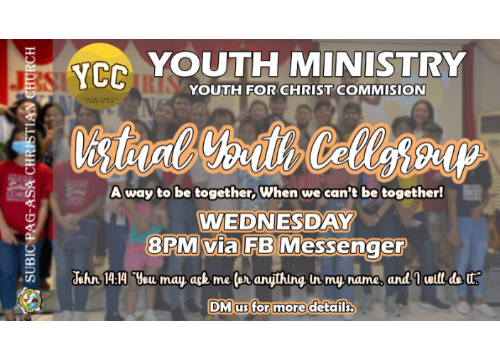 YCC
YOUTH MINISTRY
YOUTH FOR CHRIST COMMISION
Virtual Youth Cellgroup
A way to be together, When we can't be together!
WEDNESDAY
8PM via FB Messenger
John 14:14 "You may ask me for anything in my name, and I will do it."
DM us for more details.
SUBIC PAG-ASA CHRISTIAN CHURCH